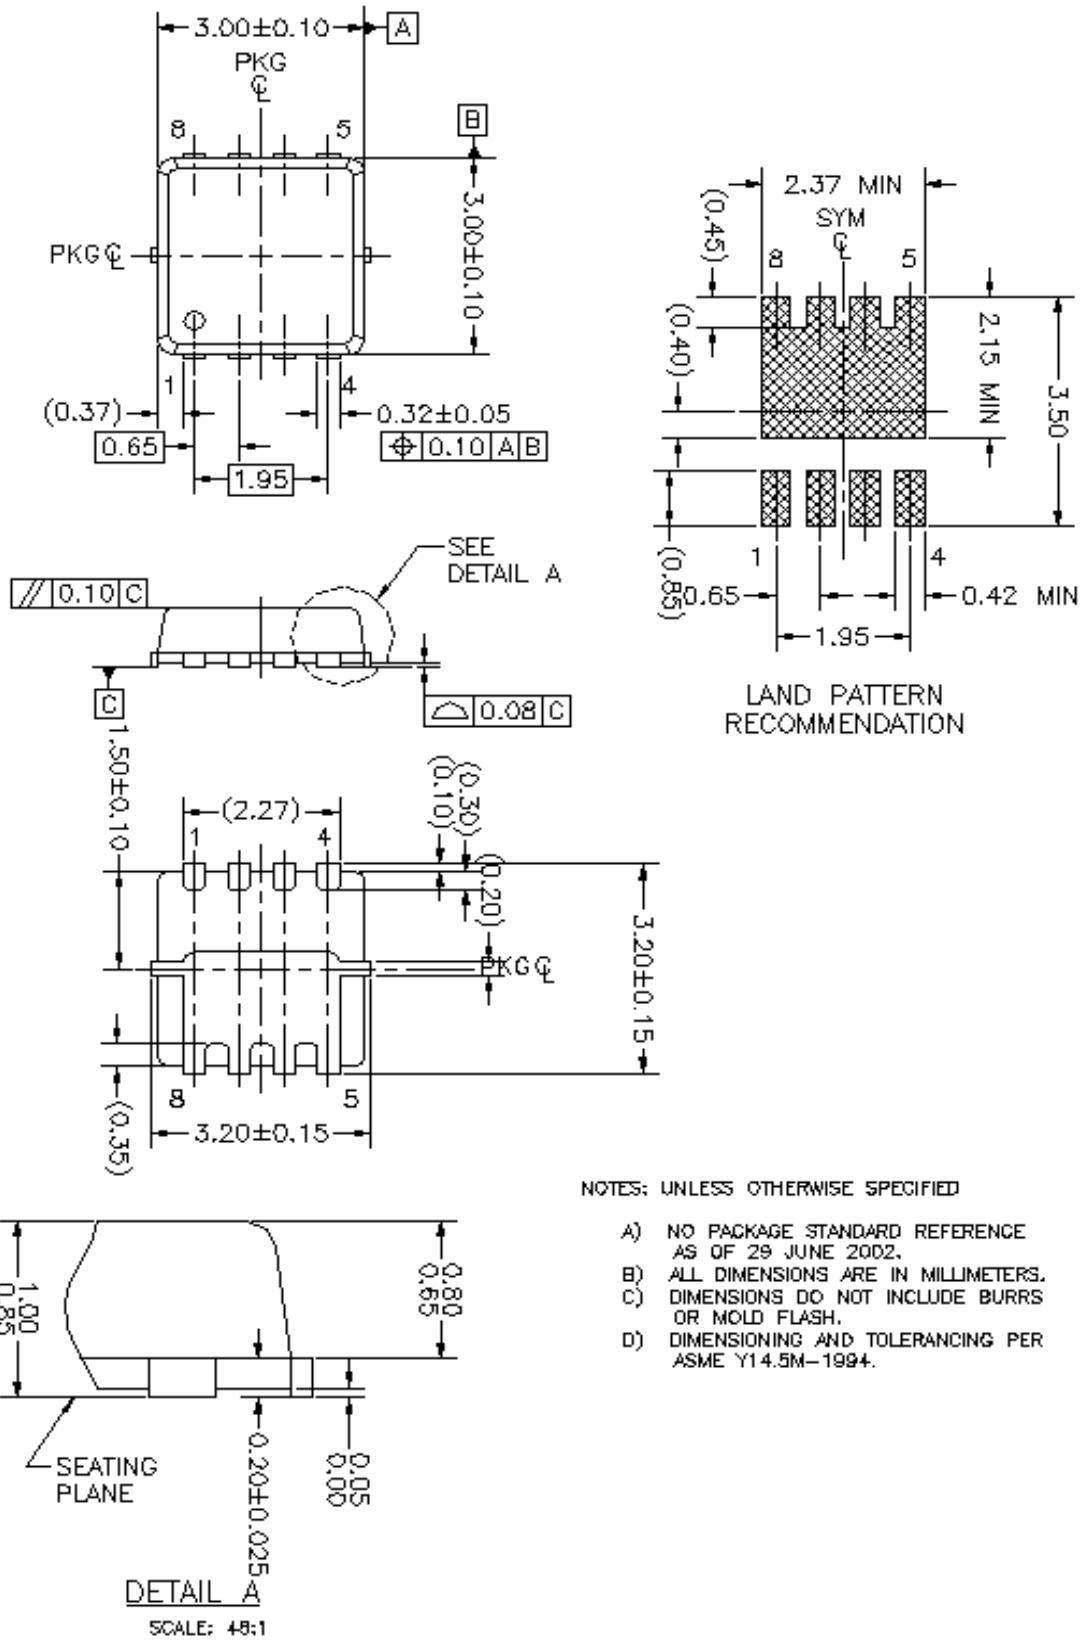 3.00±0.10
A
PKG
℄
B
8
5
3.00±0.10
PKG ℄
1
4
(0.37)
0.32±0.05
0.65
⌖ 0.10 A B
1.95
2.37 MIN
SYM
℄
(0.45)
8
5
(0.40)
2.15 MIN
3.50
1
4
(0.85)
0.65
0.42 MIN
1.95
LAND PATTERN
RECOMMENDATION
SEE
DETAIL A
// 0.10 C
C
⌓ 0.08 C
1.50±0.10
(2.27)
(0.10)
(0.30)
(0.20)
1
4
3.20±0.15
PKG ℄
8
5
(0.35)
3.20±0.15
NOTES: UNLESS OTHERWISE SPECIFIED
A) NO PACKAGE STANDARD REFERENCE
AS OF 29 JUNE 2002.
B) ALL DIMENSIONS ARE IN MILLIMETERS.
C) DIMENSIONS DO NOT INCLUDE BURRS
OR MOLD FLASH.
D) DIMENSIONING AND TOLERANCING PER
ASME Y14.5M-1994.
1.00
0.85
0.80
0.65
SEATING
PLANE
0.20±0.025
0.05
0.00
DETAIL A
SCALE: 48:1